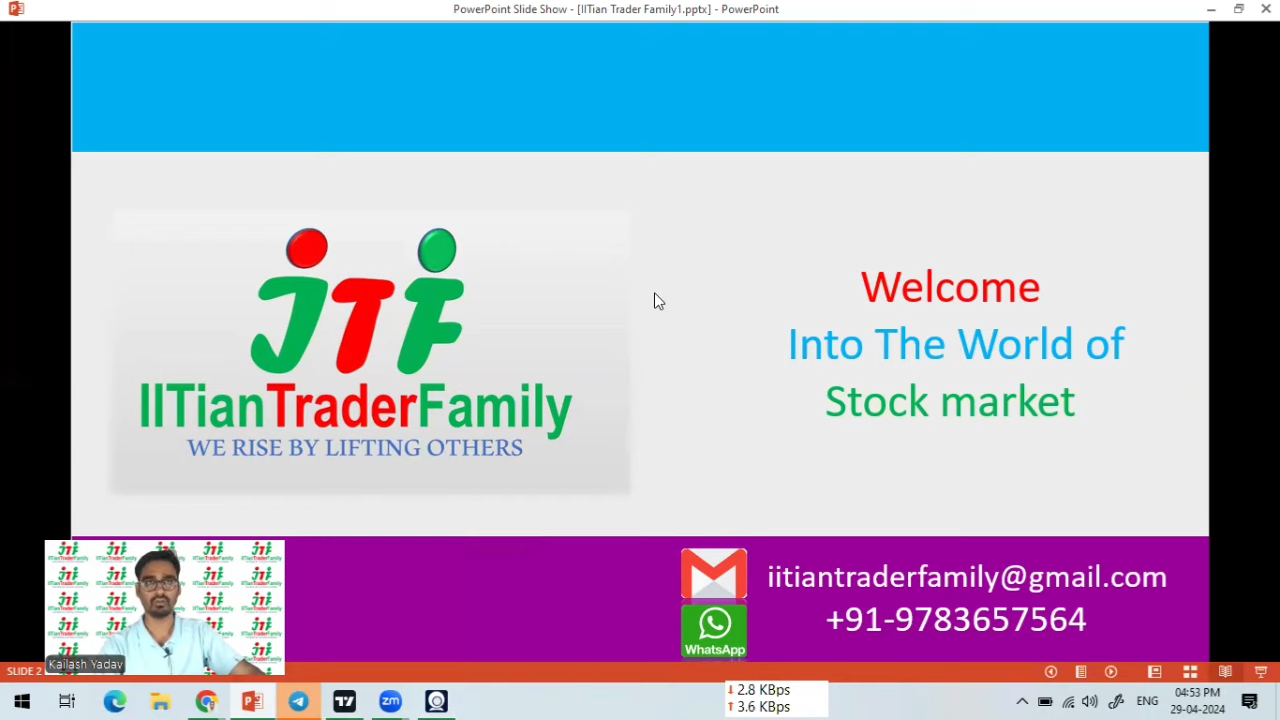 PowerPoint Slide Show - [IITian Trader Family1.pptx] - PowerPoint
JTF
IITianTraderFamily
WE RISE BY LIFTING OTHERS
Welcome
Into The World of
Stock market
iitiantraderfamily@gmail.com
+91-9783657564
WhatsApp
Kailash Yadav
SLIDE 2
2.8 KBps
3.6 KBps
ENG
04:53 PM
29-04-2024